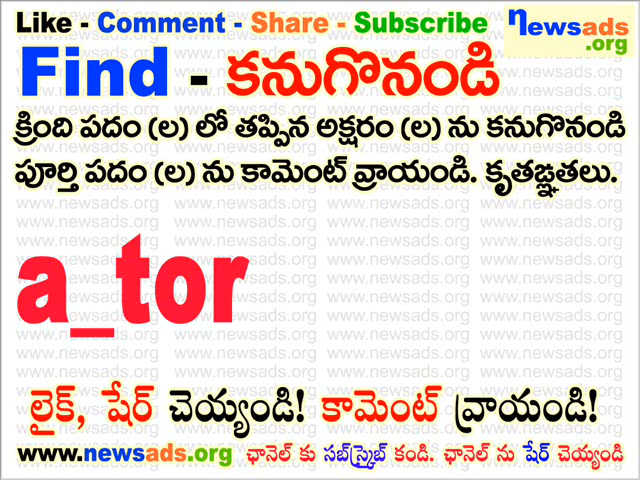 Like - Comment - Share - Subscribe
newsads
.org
Find - కనుగొనండి
క్రింది పదం (ల) లో తప్పిన అక్షరం (ల) ను కనుగొనండి
పూర్తి పదం (ల) ను కామెంట్ వ్రాయండి. కృతఙ్ఞతలు.
a_tor
లైక్, షేర్ చెయ్యండి! కామెంట్ వ్రాయండి!
www.newsads.org ఛానెల్ కు సబ్‌స్క్రైబ్ కండి. ఛానెల్ ను షేర్ చెయ్యండి